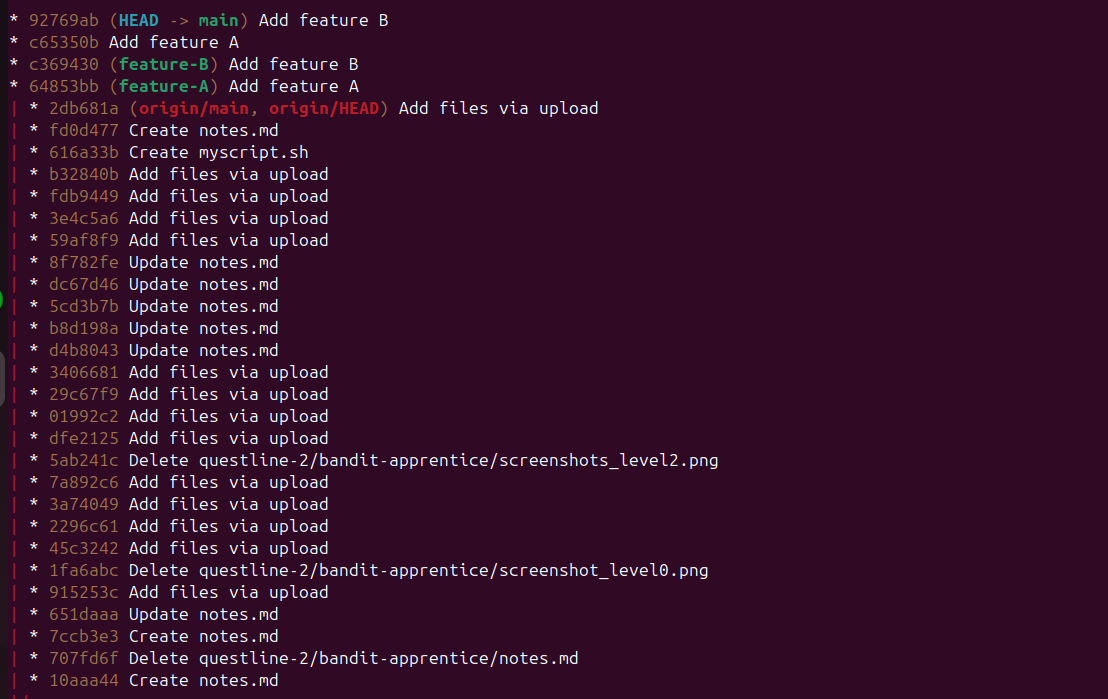 * 92769ab (HEAD -> main) Add feature B
* c65350b Add feature A
* c369430 (feature-B) Add feature B
* 64853bb (feature-A) Add feature A
| * 2db681a (origin/main, origin/HEAD) Add files via upload
| * fd0d477 Create notes.md
| * 616a33b Create myscript.sh
| * b32840b Add files via upload
| * fdb9449 Add files via upload
| * 3e4c5a6 Add files via upload
| * 59af8f9 Add files via upload
| * 8f782fe Update notes.md
| * dc67d46 Update notes.md
| * 5cd3b7b Update notes.md
| * b8d198a Update notes.md
| * d4b8043 Update notes.md
| * 3406681 Add files via upload
| * 29c67f9 Add files via upload
| * 01992c2 Add files via upload
| * dfe2125 Add files via upload
| * 5ab241c Delete questline-2/bandit-apprentice/screenshots_level2.png
| * 7a892c6 Add files via upload
| * 3a74049 Add files via upload
| * 2296c61 Add files via upload
| * 45c3242 Add files via upload
| * 1fa6abc Delete questline-2/bandit-apprentice/screenshot_level0.png
| * 915253c Add files via upload
| * 651daaa Update notes.md
| * 7ccb3e3 Create notes.md
| * 707fd6f Delete questline-2/bandit-apprentice/notes.md
| * 10aaa44 Create notes.md